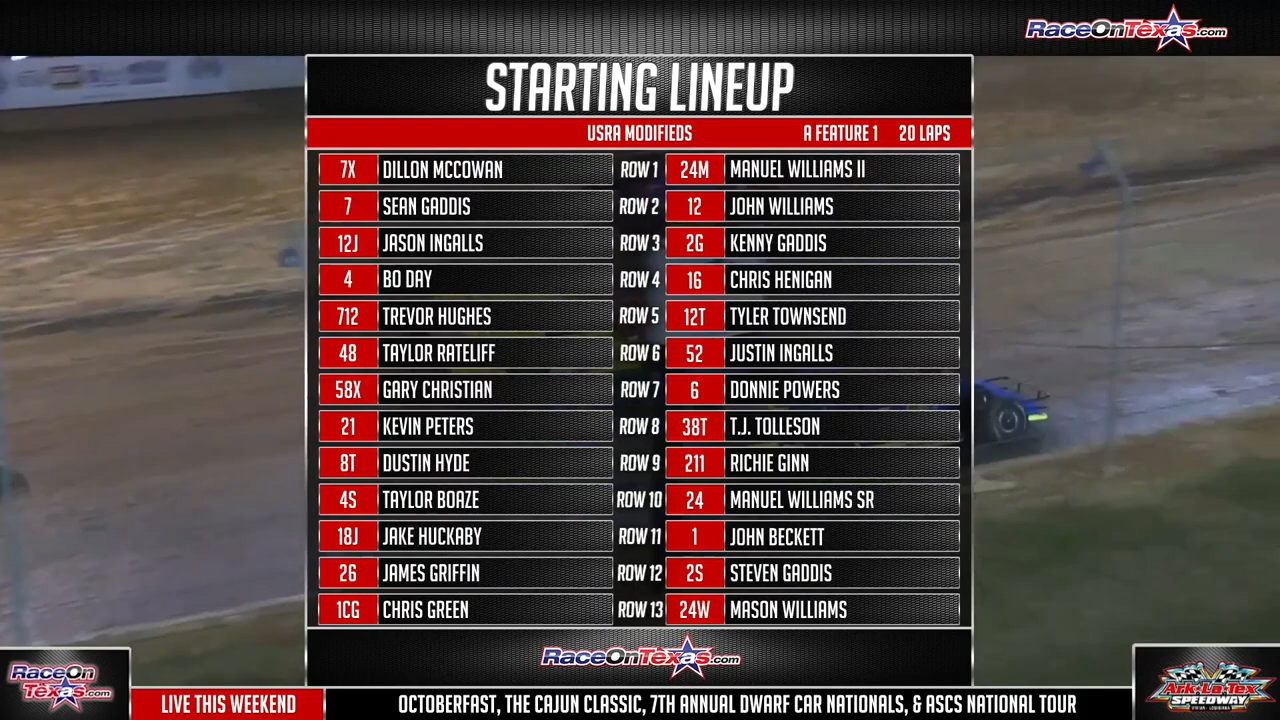 RaceOnTexas.com
STARTING LINEUP
USRA MODIFIEDS A FEATURE 1 20 LAPS
7X DILLON MCCOWAN ROW 1 24M MANUEL WILLIAMS II
7 SEAN GADDIS ROW 2 12 JOHN WILLIAMS
12J JASON INGALLS ROW 3 2G KENNY GADDIS
4 BO DAY ROW 4 16 CHRIS HENIGAN
712 TREVOR HUGHES ROW 5 12T TYLER TOWNSEND
48 TAYLOR RATELIFF ROW 6 52 JUSTIN INGALLS
58X GARY CHRISTIAN ROW 7 6 DONNIE POWERS
21 KEVIN PETERS ROW 8 38T T.J. TOLLESON
8T DUSTIN HYDE ROW 9 211 RICHIE GINN
4S TAYLOR BOAZE ROW 10 24 MANUEL WILLIAMS SR
18J JAKE HUCKABY ROW 11 1 JOHN BECKETT
26 JAMES GRIFFIN ROW 12 2S STEVEN GADDIS
1CG CHRIS GREEN ROW 13 24W MASON WILLIAMS
RaceOnTexas.com
RaceOn
Texas.com
LIVE THIS WEEKEND OCTOBERFAST, THE CAJUN CLASSIC, 7TH ANNUAL DWARF CAR NATIONALS, & ASCS NATIONAL TOUR
Ark-La-Tex
SPEEDWAY
VIVIAN - LOUISIANA